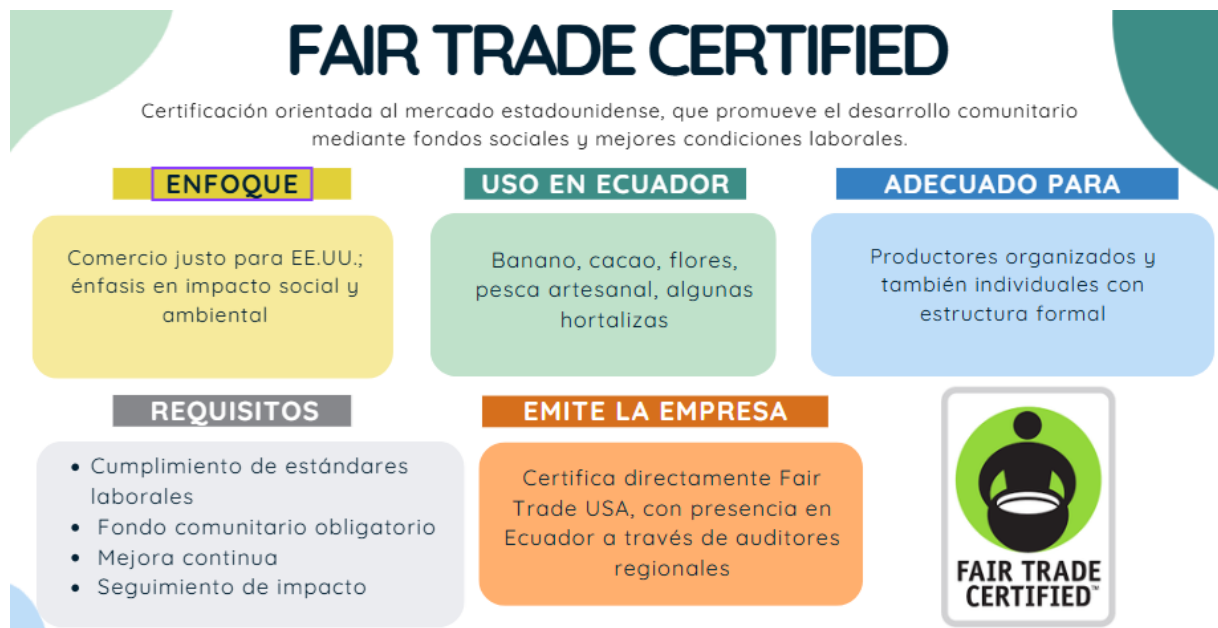 FAIR TRADE CERTIFIED
Certificación orientada al mercado estadounidense, que promueve el desarrollo comunitario
mediante fondos sociales y mejores condiciones laborales.
ENFOQUE
Comercio justo para EE.UU.;
énfasis en impacto social y
ambiental
USO EN ECUADOR
Banano, cacao, flores,
pesca artesanal, algunas
hortalizas
ADECUADO PARA
Productores organizados y
también individuales con
estructura formal
REQUISITOS
• Cumplimiento de estándares
laborales
• Fondo comunitario obligatorio
• Mejora continua
• Seguimiento de impacto
EMITE LA EMPRESA
Certifica directamente Fair
Trade USA, con presencia en
Ecuador a través de auditores
regionales
FAIR TRADE
CERTIFIED™